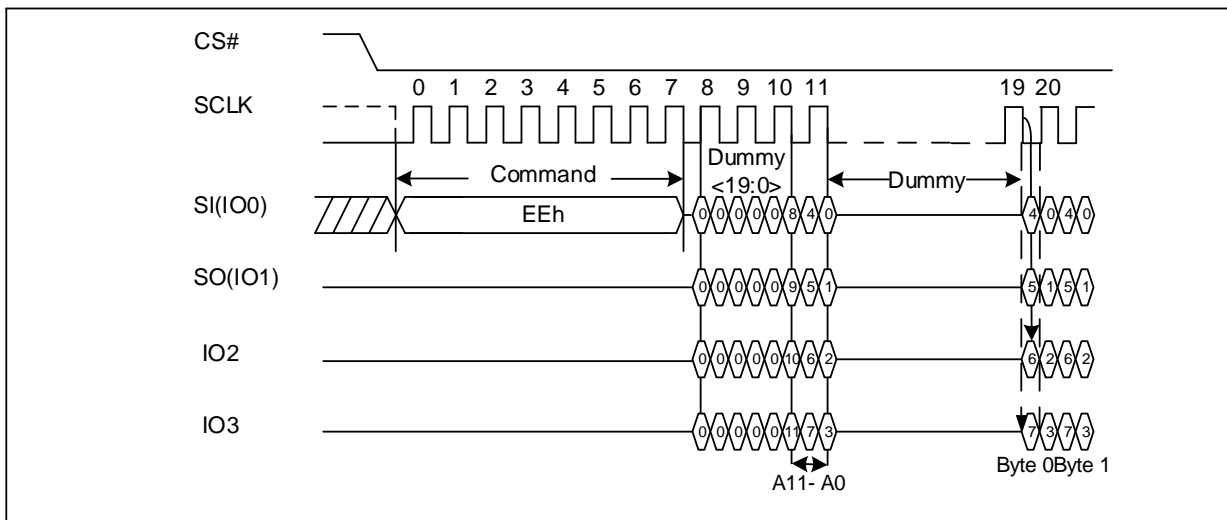 CS#
0 1 2 3 4 5 6 7 8 9 10 11 19 20
SCLK
Command
Dummy
<19:0>
Dummy
SI(IO0)
EEh
0 0 0 0 0 8 4 0
4 0 4 0
SO(IO1)
0 0 0 0 0 9 5 1
5 1 5 1
IO2
0 0 0 0 0 10 6 2
6 2 6 2
IO3
0 0 0 0 0 11 7 3
7 3 7 3
Byte 0 Byte 1
A11- A0